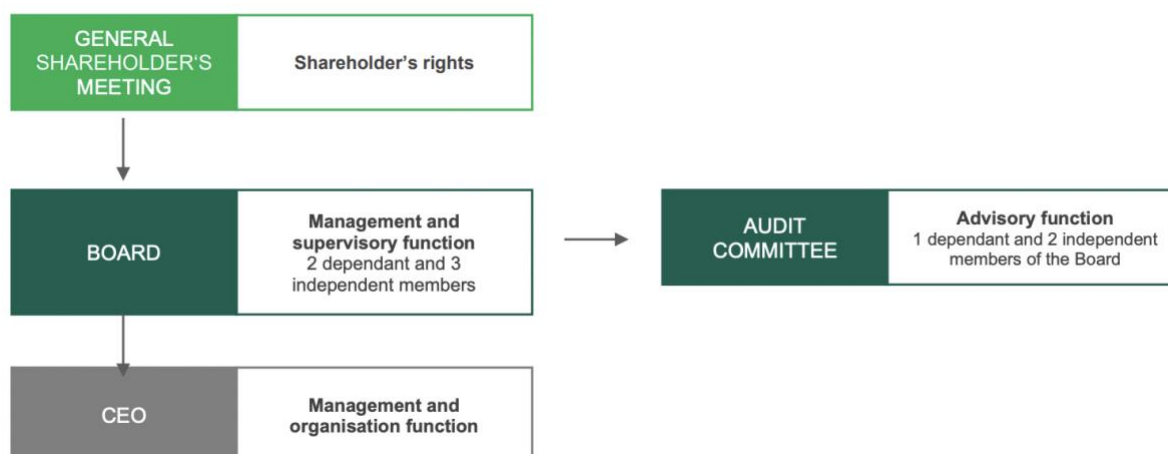 GENERAL
SHAREHOLDER‘S
MEETING
Shareholder’s rights
BOARD
Management and
supervisory function
2 dependant and 3
independent members
AUDIT
COMMITTEE
Advisory function
1 dependant and 2 independent
members of the Board
CEO
Management and
organisation function